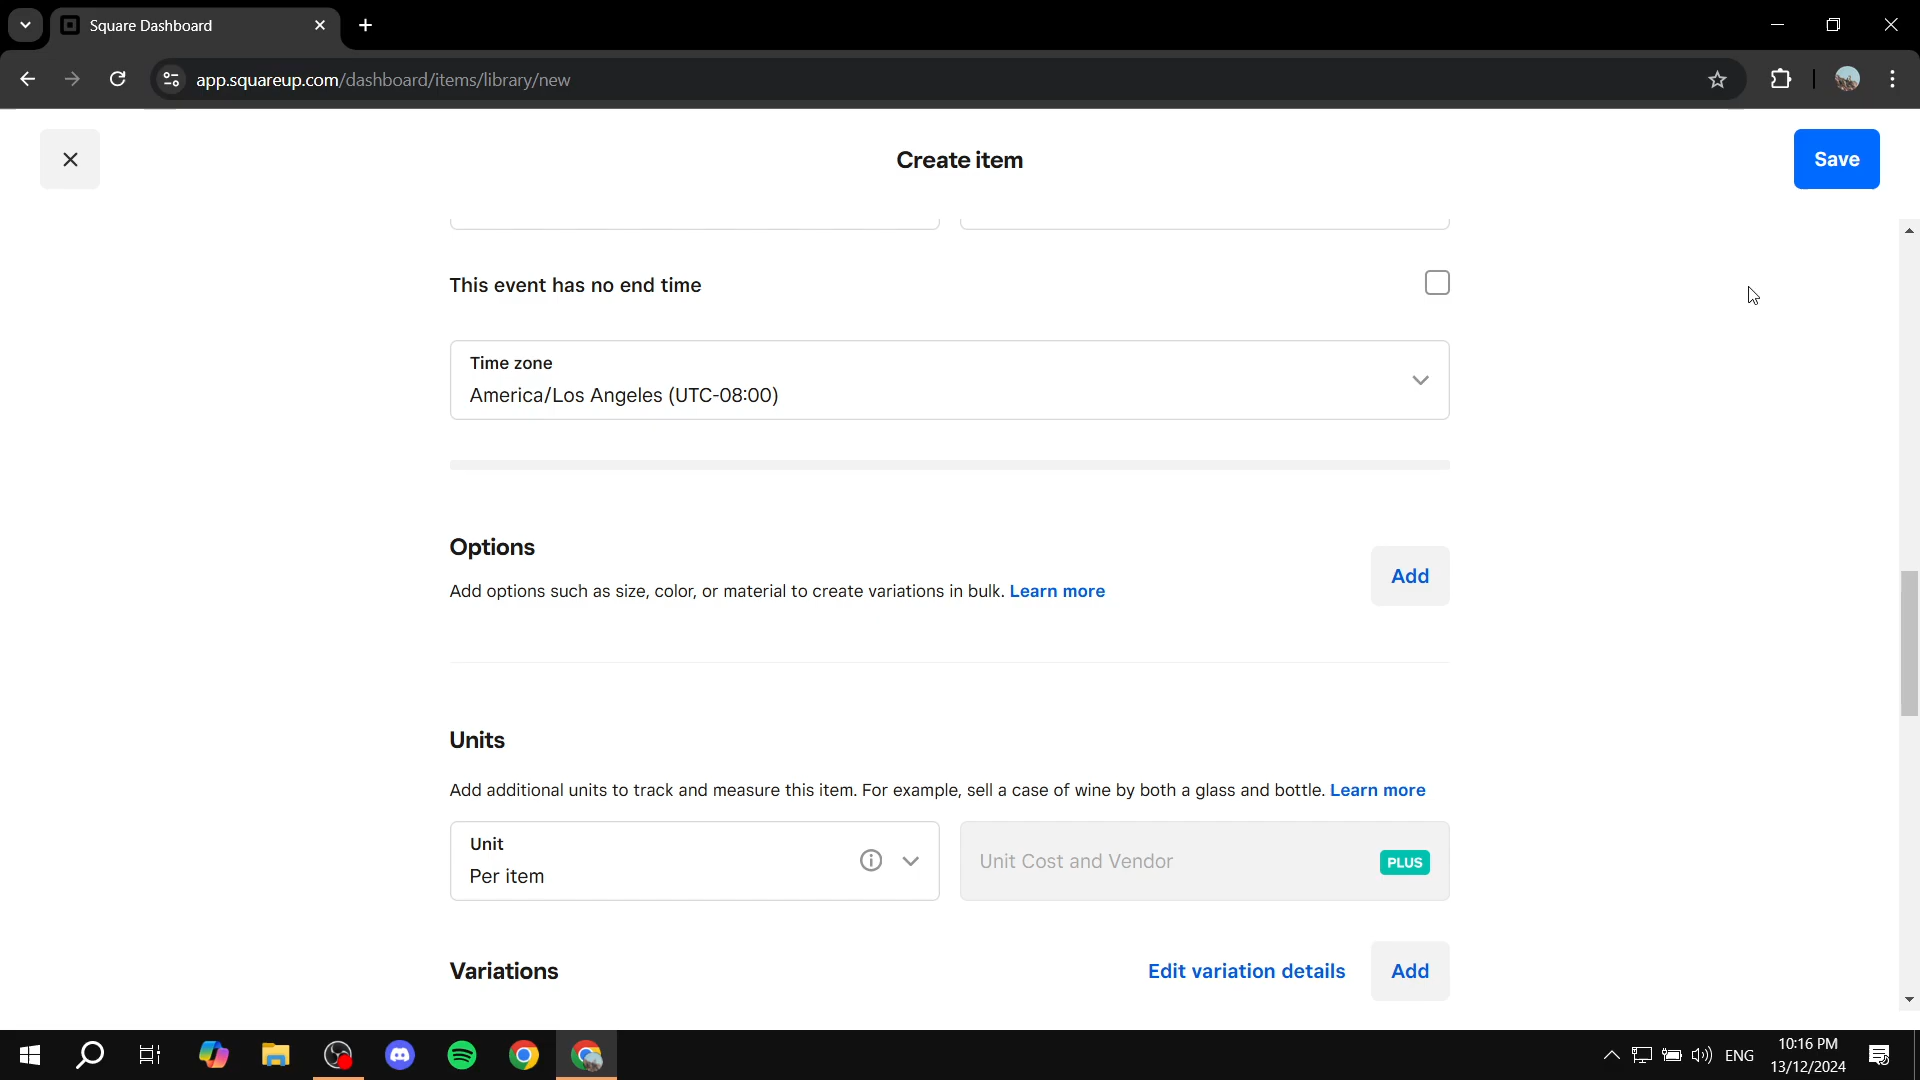 Square Dashboard
app.squareup.com/dashboard/items/library/new
Create item
Save
This event has no end time
Time zone
America/Los Angeles (UTC-08:00)
Options
Add options such as size, color, or material to create variations in bulk. Learn more
Add
Units
Add additional units to track and measure this item. For example, sell a case of wine by both a glass and bottle. Learn more
Unit
Per item
Unit Cost and Vendor
PLUS
Variations
Edit variation details
Add
ENG
10:16 PM
13/12/2024